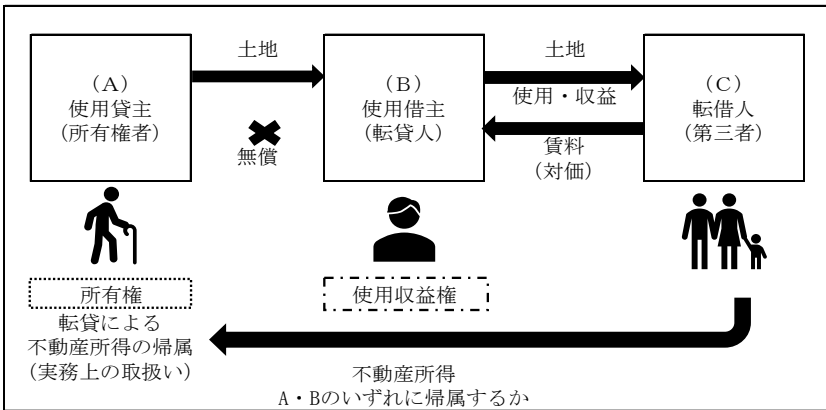 土地
土地
(A)
使用貸主
(所有権者)
(B)
使用借主
(転貸人)
(C)
転借人
(第三者)
使用・収益
無償
賃料
(対価)
所有権
使用収益権
転貸による
不動産所得の帰属
(実務上の取扱い)
不動産所得
A・Bのいずれに帰属するか